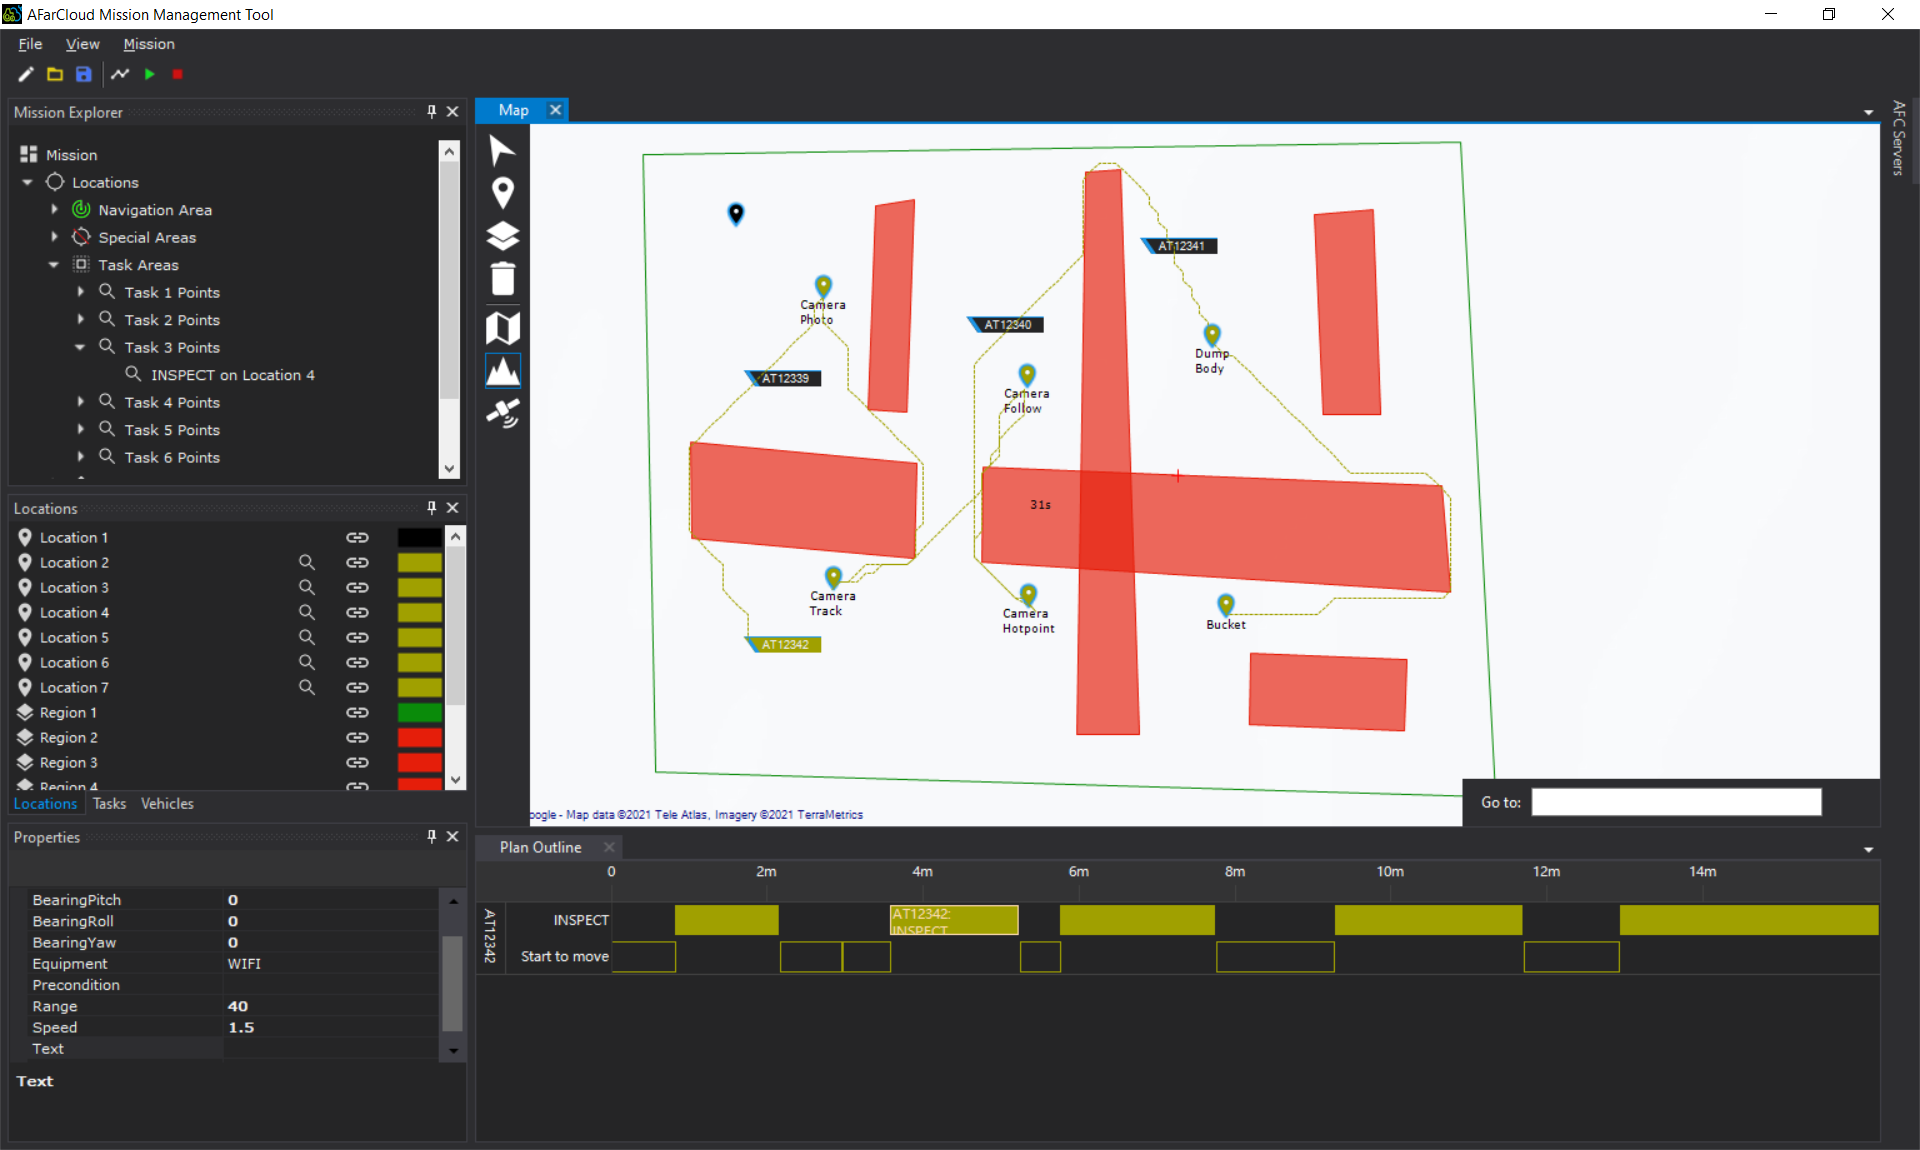 AFarCloud Mission Management Tool
File View Mission
Mission Explorer
Mission
Locations
Navigation Area
Special Areas
Task Areas
Task 1 Points
Task 2 Points
Task 3 Points
INSPECT on Location 4
Task 4 Points
Task 5 Points
Task 6 Points
Locations
Location 1
Location 2
Location 3
Location 4
Location 5
Location 6
Location 7
Region 1
Region 2
Region 3
Region 4
Locations Tasks Vehicles
Properties
BearingPitch 0
BearingRoll 0
BearingYaw 0
Equipment WIFI
Precondition
Range 40
Speed 1.5
Text
Text
Map
AFC Servers
AT12341
Camera
Photo
AT12340
Dump
Body
AT12339
Camera
Follow
31s
Camera
Track
Camera
Hotpoint
Bucket
AT12342
oogle - Map data ©2021 Tele Atlas, Imagery ©2021 TerraMetrics
Go to:
Plan Outline
0 2m 4m 6m 8m 10m 12m 14m
AT12342
INSPECT
AT12342:
INSPECT
Start to move